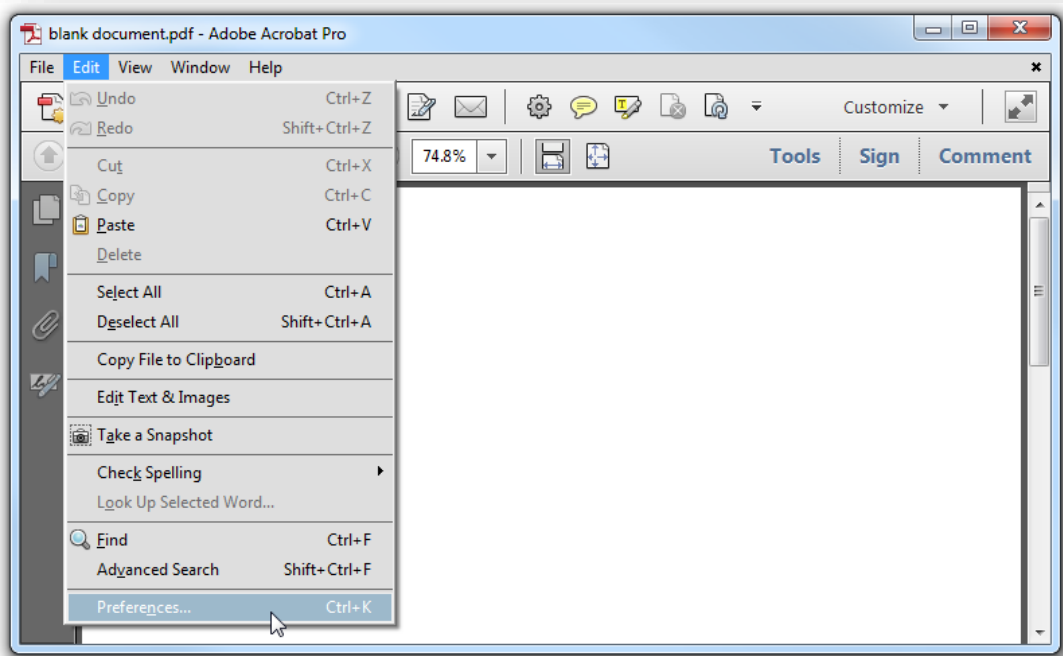 blank document.pdf - Adobe Acrobat Pro
File Edit View Window Help
Customize
74.8%
Tools Sign Comment
Undo Ctrl+Z
Redo Shift+Ctrl+Z
Cut Ctrl+X
Copy Ctrl+C
Paste Ctrl+V
Delete
Select All Ctrl+A
Deselect All Shift+Ctrl+A
Copy File to Clipboard
Edit Text & Images
Take a Snapshot
Check Spelling
Look Up Selected Word...
Find Ctrl+F
Advanced Search Shift+Ctrl+F
Preferences... Ctrl+K